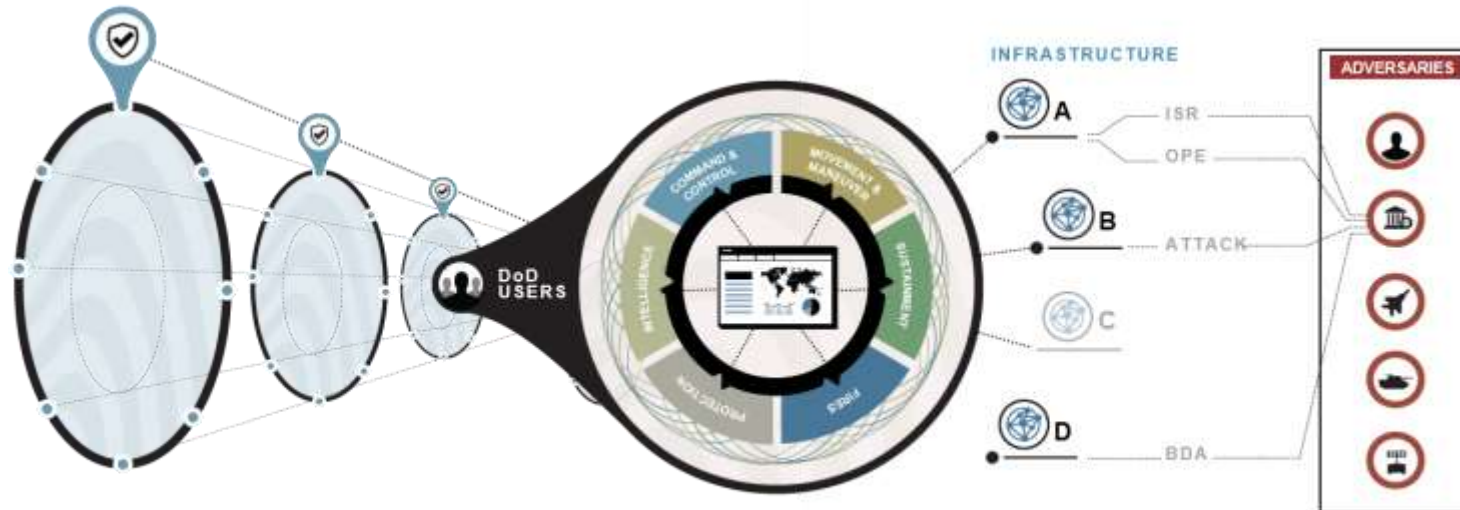 INFRASTRUCTURE
ADVERSARIES
A
ISR
OPE
COMMAND &
CONTROL
MOVEMENT &
MANEUVER
B
ATTACK
DoD
USERS
INTELLIGENCE
SUSTAINMENT
C
PROTECTION
FIRES
D
BDA